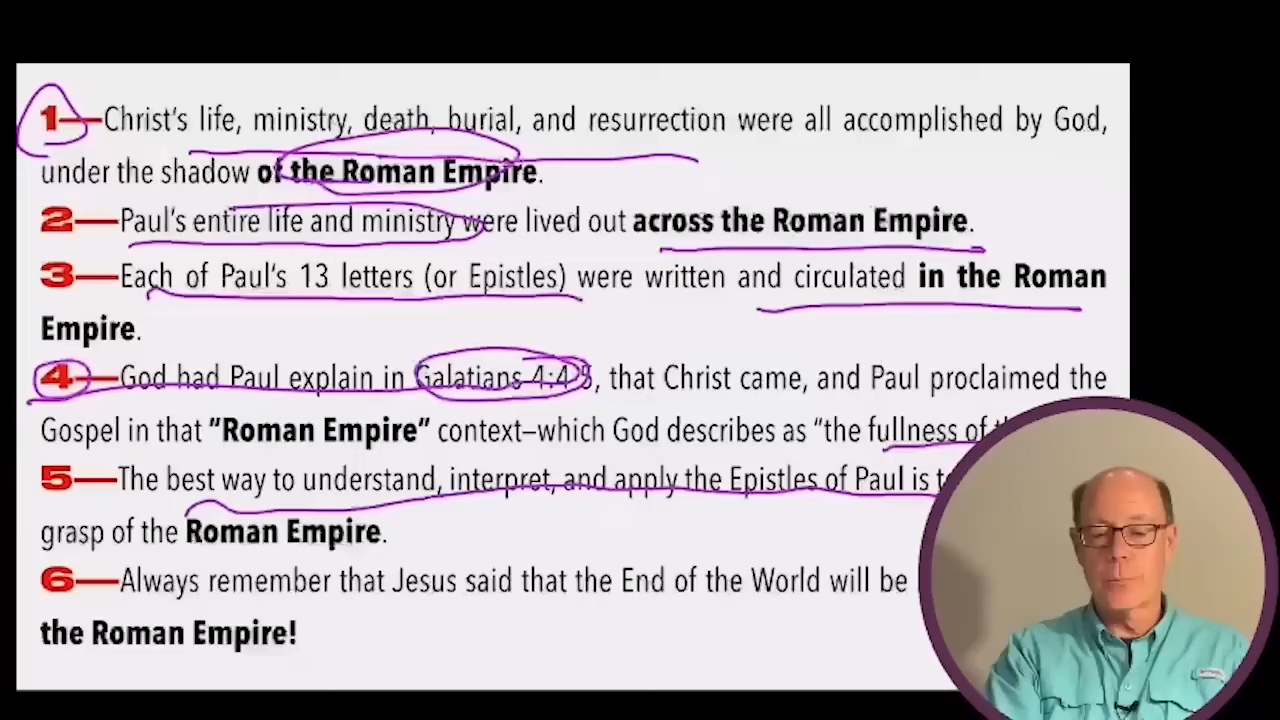 1—Christ's life, ministry, death, burial, and resurrection were all accomplished by God,
under the shadow of the Roman Empire.
2—Paul's entire life and ministry were lived out across the Roman Empire.
3—Each of Paul's 13 letters (or Epistles) were written and circulated in the Roman
Empire.
4—God had Paul explain in Galatians 4:4-5, that Christ came, and Paul proclaimed the
Gospel in that "Roman Empire" context—which God describes as "the fullness of
5—The best way to understand, interpret, and apply the Epistles of Paul is
grasp of the Roman Empire.
6—Always remember that Jesus said that the End of the World will be
the Roman Empire!